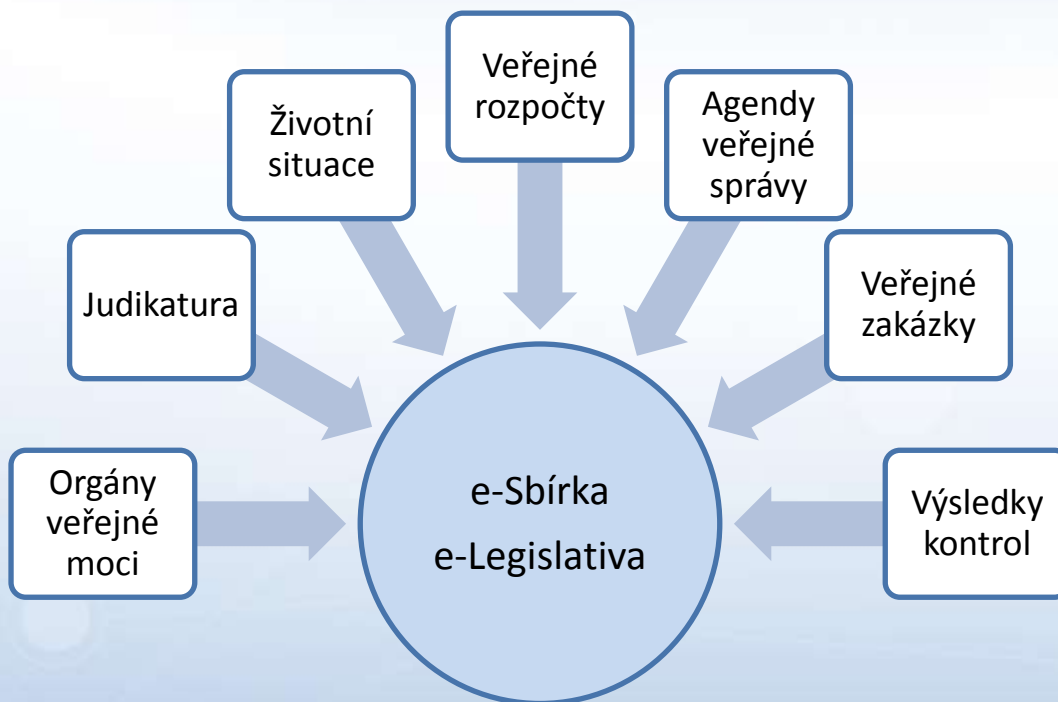 Orgány
veřejné
moci
Judikatura
Životní
situace
Veřejné
rozpočty
Agendy
veřejné
správy
Veřejné
zakázky
Výsledky
kontrol
e-Sbírka
e-Legislativa